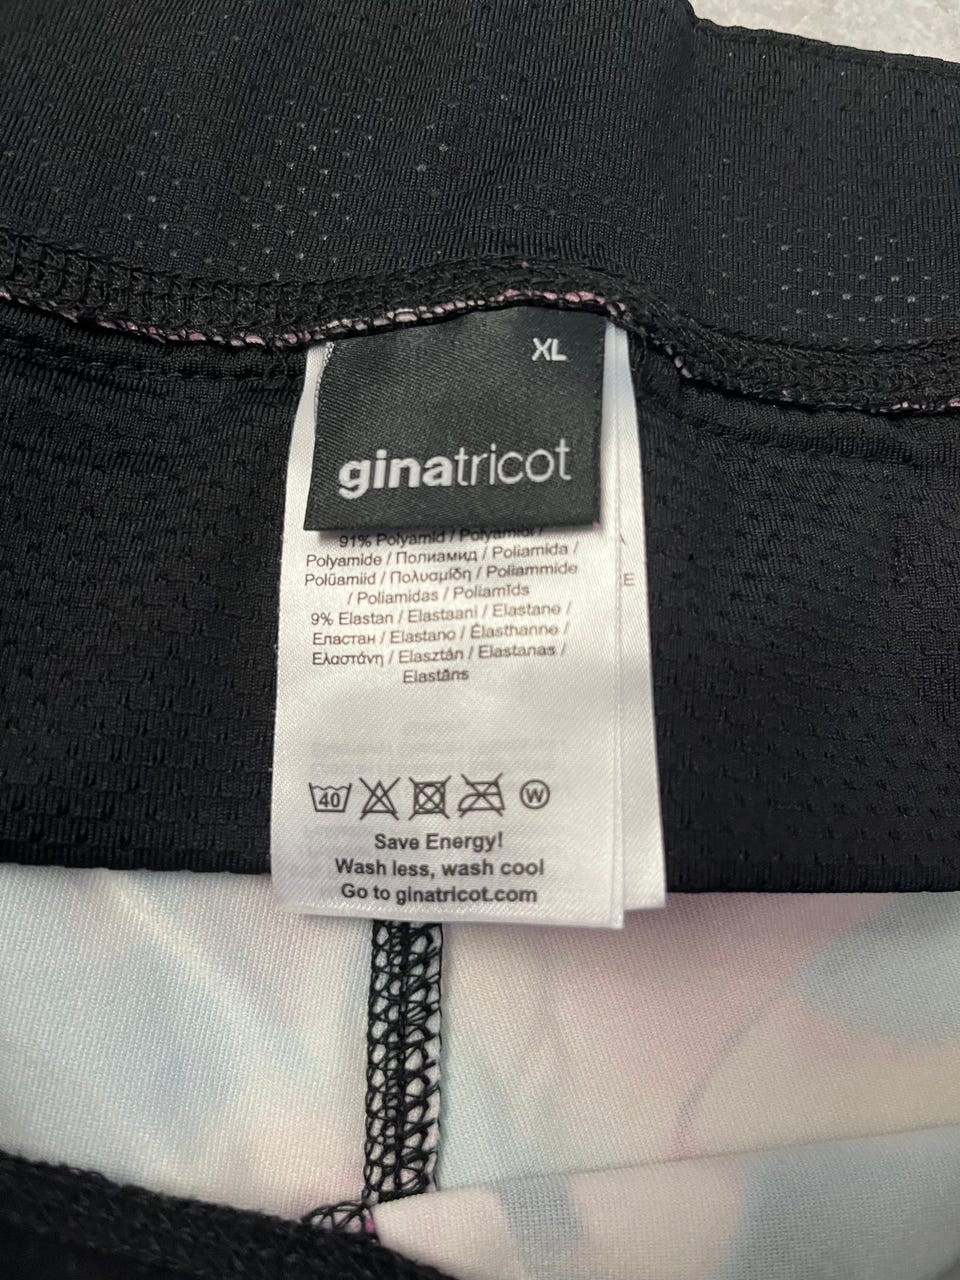 XL
ginatricot
91% Polyamid / Polyamidi /
Polyamide / Полиамид / Poliamida /
Polüamiid / Πολυαμίδη / Poliammide
/ Poliamidas / Poliamīds
9% Elastan / Elastaani / Elastane /
Еластан / Elastano / Élasthanne /
Ελαστάνη / Elasztán / Elastanas /
Elastāns
40
W
Save Energy!
Wash less, wash cool
Go to ginatricot.com